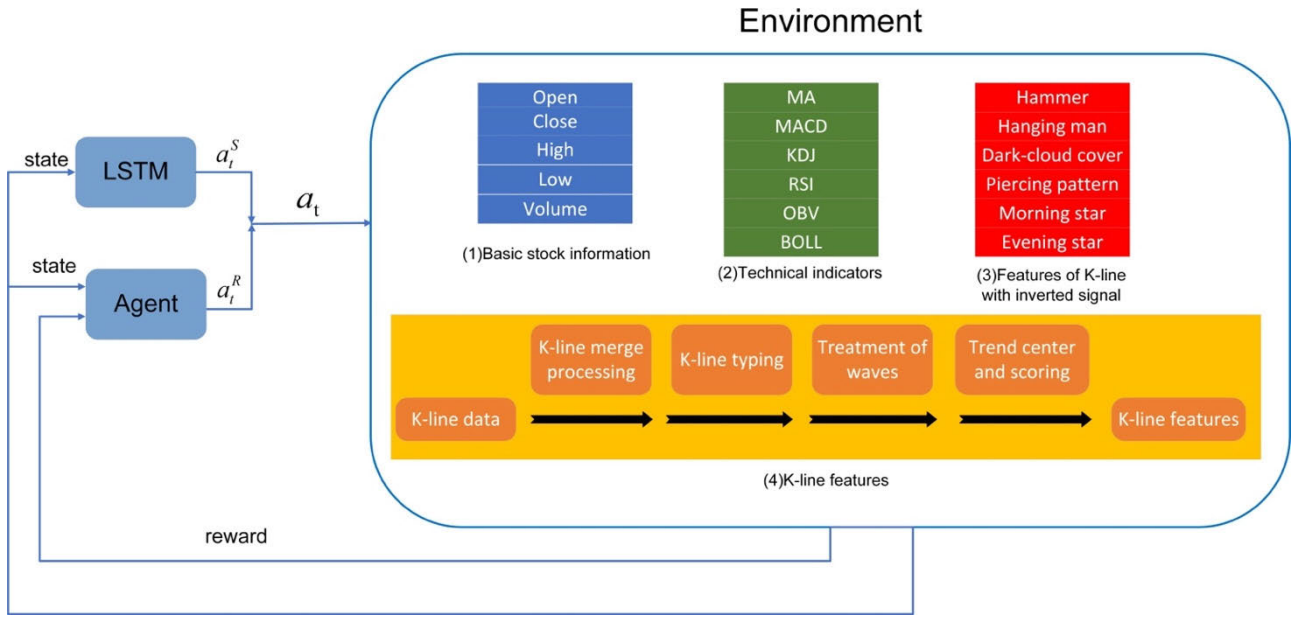 Environment
state
LSTM
a_t^S
a_t
state
Agent
a_t^R
Open
Close
High
Low
Volume
(1)Basic stock information
MA
MACD
KDJ
RSI
OBV
BOLL
(2)Technical indicators
Hammer
Hanging man
Dark-cloud cover
Piercing pattern
Morning star
Evening star
(3)Features of K-line
with inverted signal
K-line data
K-line merge
processing
K-line typing
Treatment of
waves
Trend center
and scoring
K-line features
(4)K-line features
reward